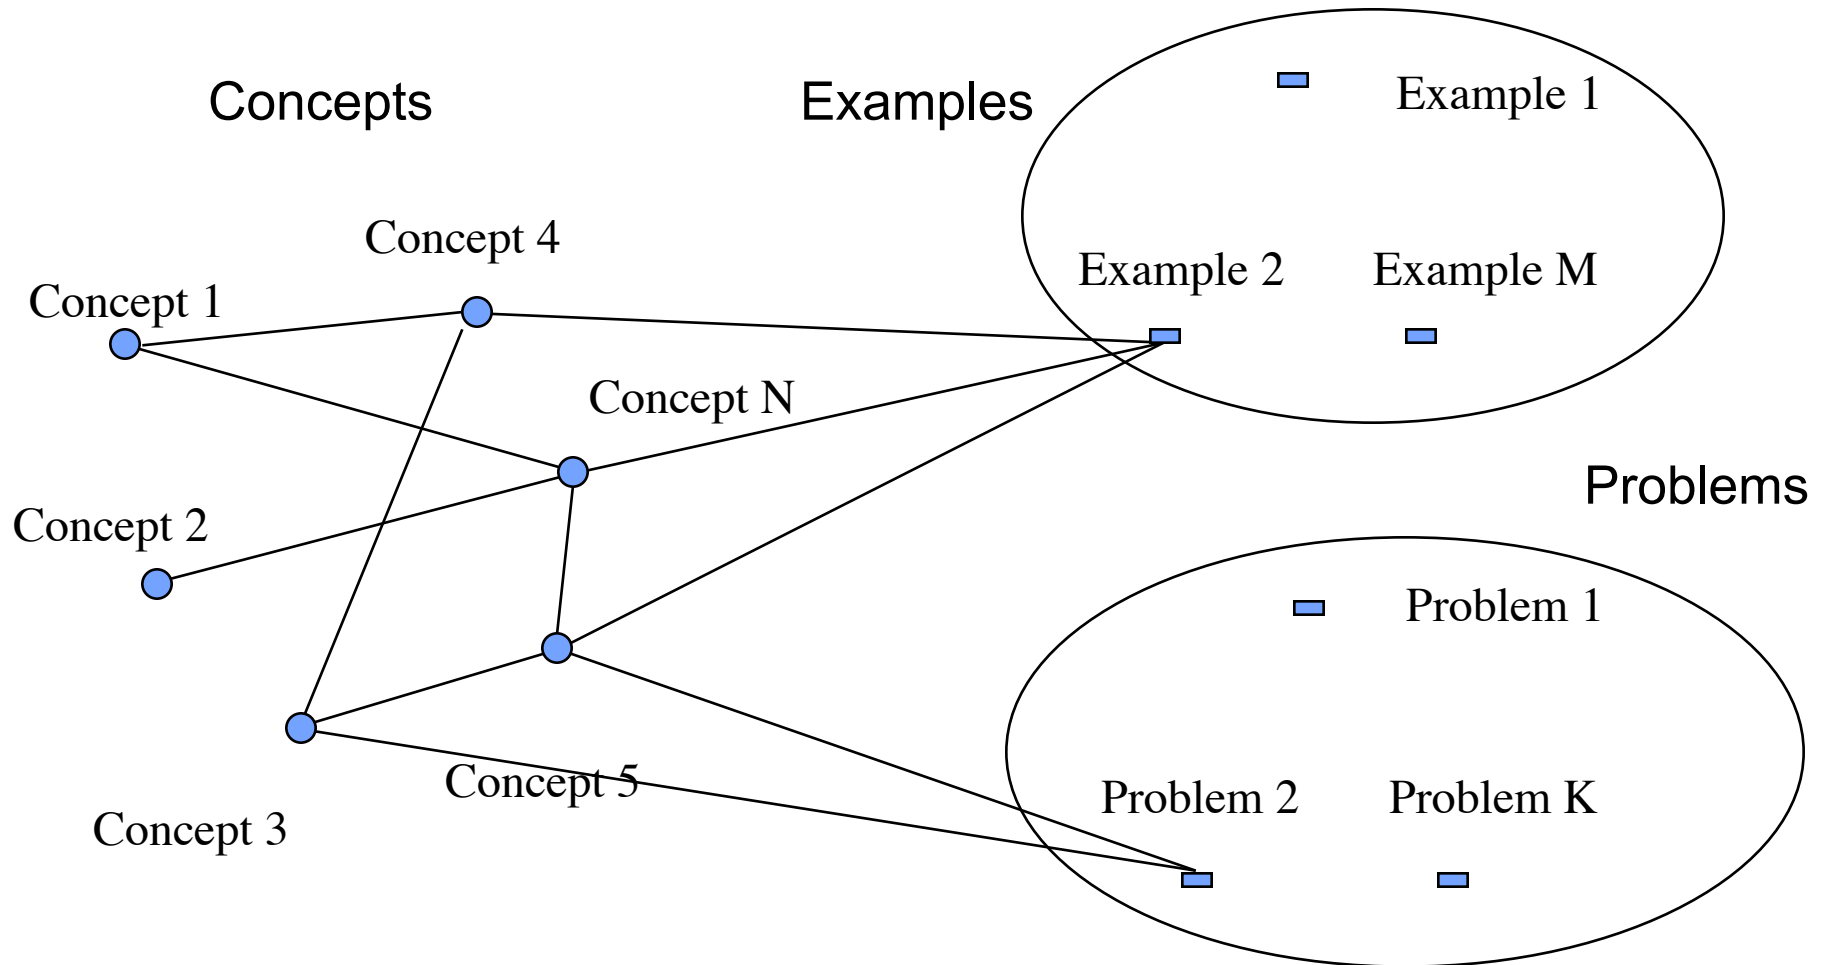 Concepts
Examples
Example 1
Concept 4
Example 2
Example M
Concept 1
Concept N
Problems
Concept 2
Problem 1
Concept 5
Problem 2
Problem K
Concept 3